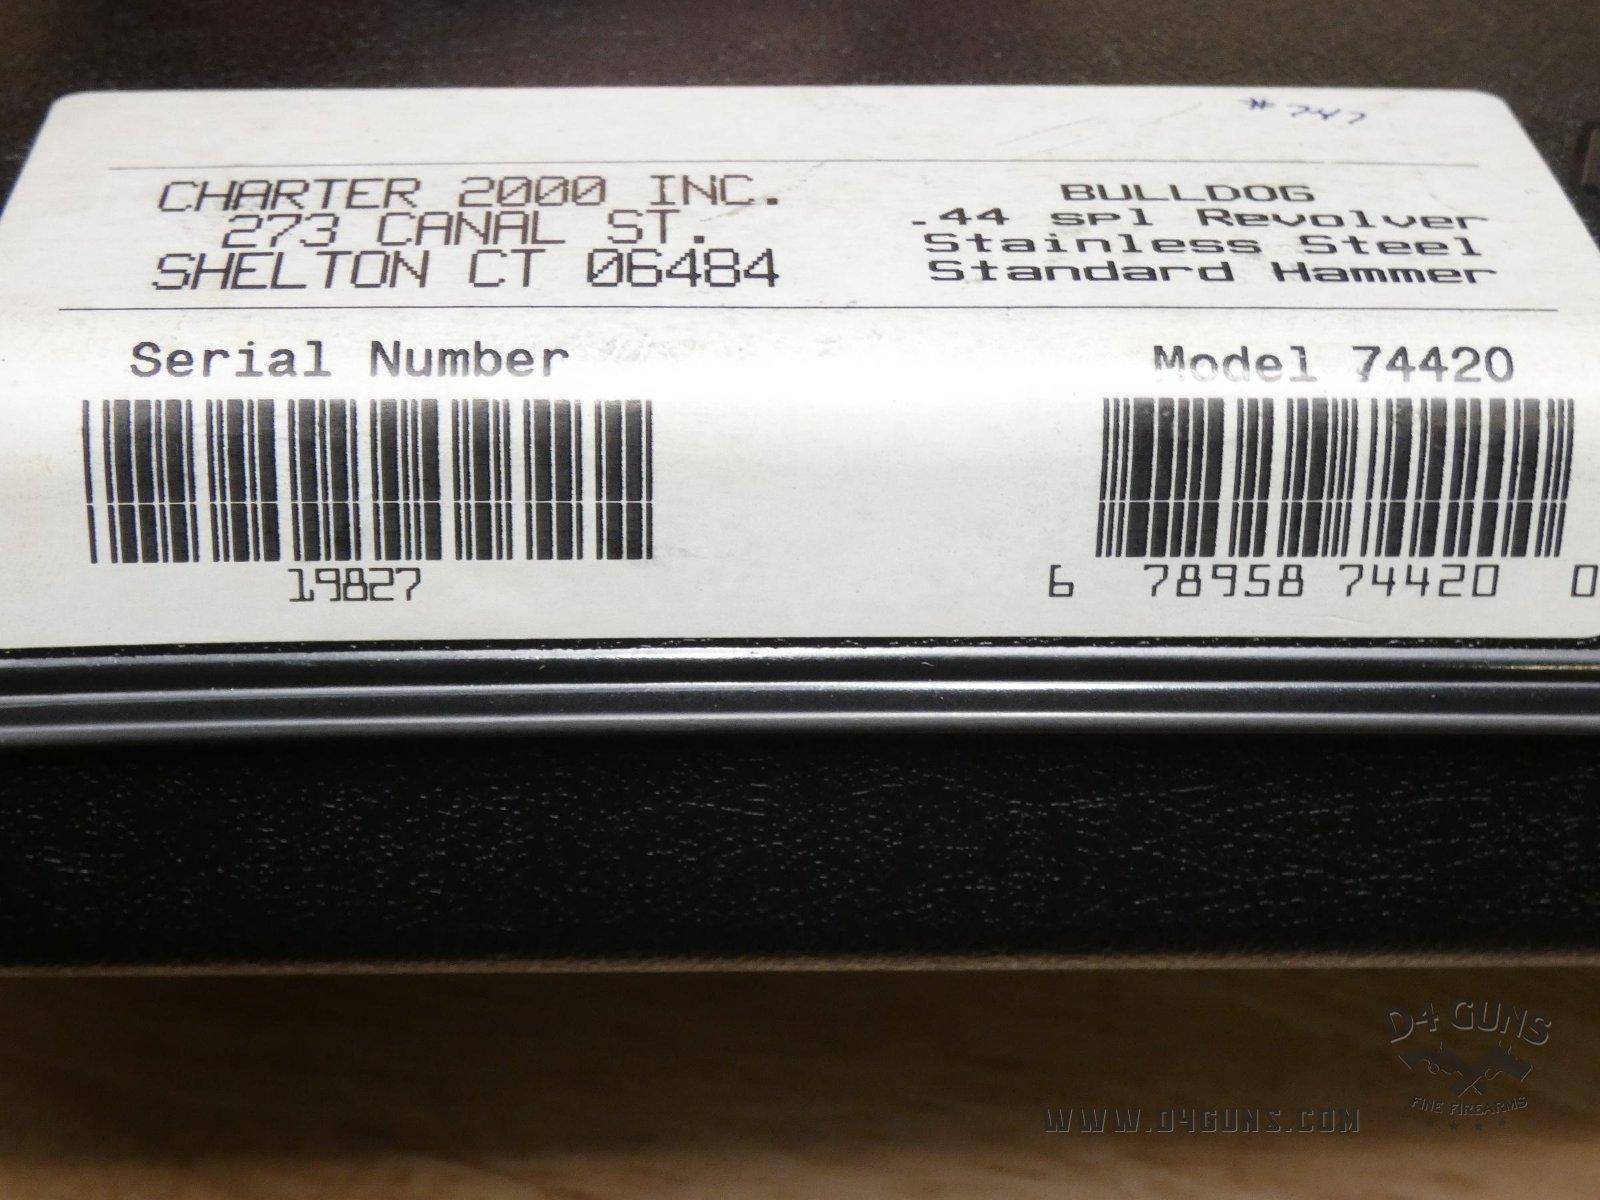 # 747
CHARTER 2000 INC.
273 CANAL ST.
SHELTON CT 06484
BULLDOG
.44 spl Revolver
Stainless Steel
Standard Hammer
Serial Number
19827
Model 74420
6 78958 74420 0
D4 GUNS
FINE FIREARMS
WWW.D4GUNS.COM